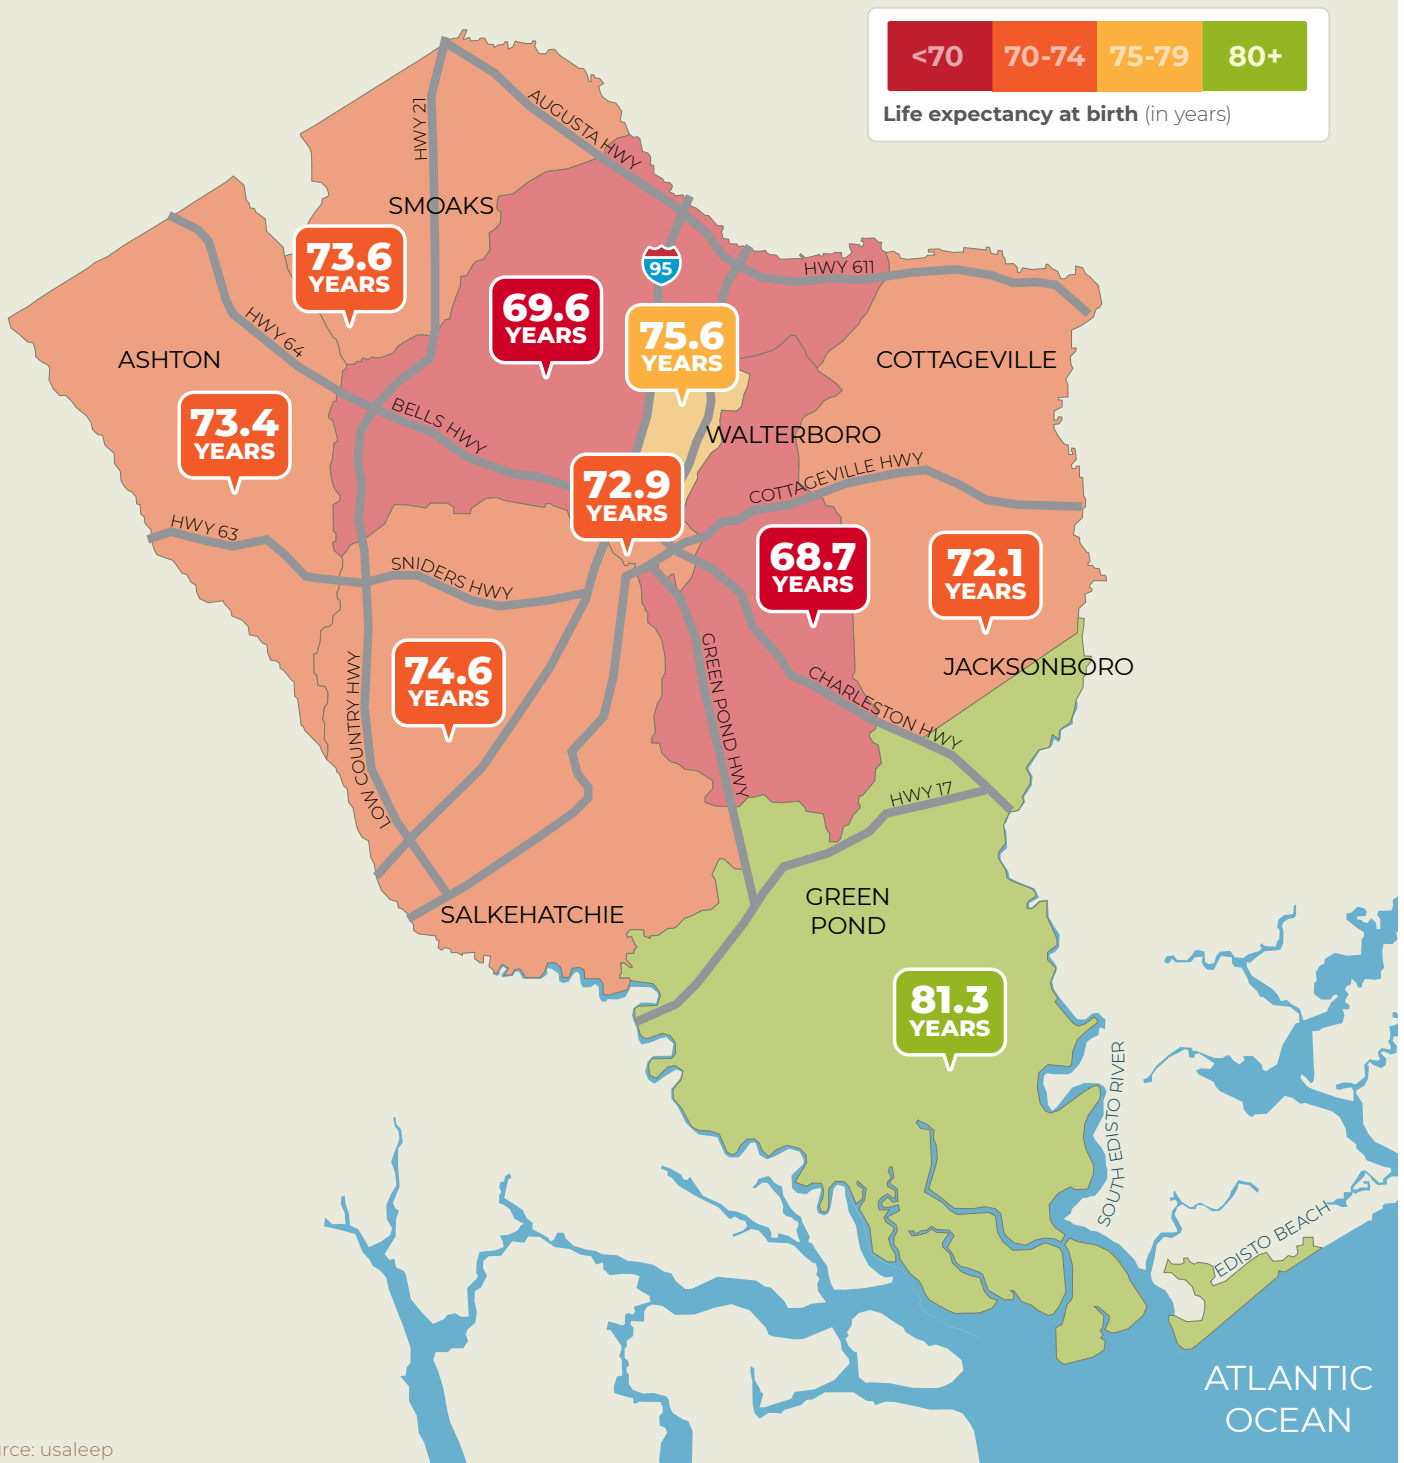 <70 70-74 75-79 80+
Life expectancy at birth (in years)
HWY 21
AUGUSTA HWY
SMOAKS
73.6
YEARS
95
HWY 611
69.6
YEARS
75.6
YEARS
HWY 64
ASHTON
COTTAGEVILLE
73.4
YEARS
BELLS HWY
WALTERBORO
72.9
YEARS
COTTAGEVILLE HWY
HWY 63
SNIDERS HWY
68.7
YEARS
72.1
YEARS
74.6
YEARS
GREEN POND HWY
JACKSONBORO
LOW COUNTRY HWY
CHARLESTON HWY
HWY 17
SALKEHATCHIE
GREEN
POND
81.3
YEARS
SOUTH EDISTO RIVER
EDISTO BEACH
ATLANTIC
OCEAN
rce: usaleep